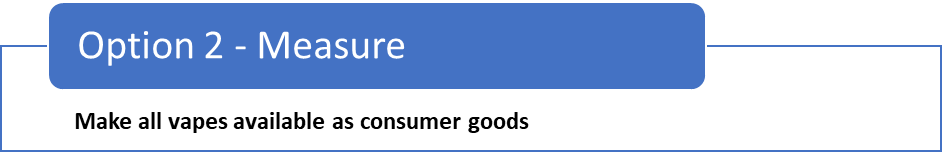 Option 2 - Measure
Make all vapes available as consumer goods